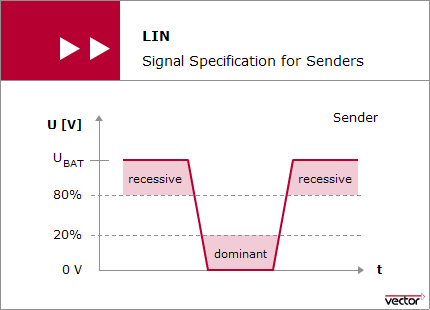 LIN
Signal Specification for Senders
Sender
U [V]
UBAT
recessive
recessive
80%
20%
dominant
0 V
t
vector